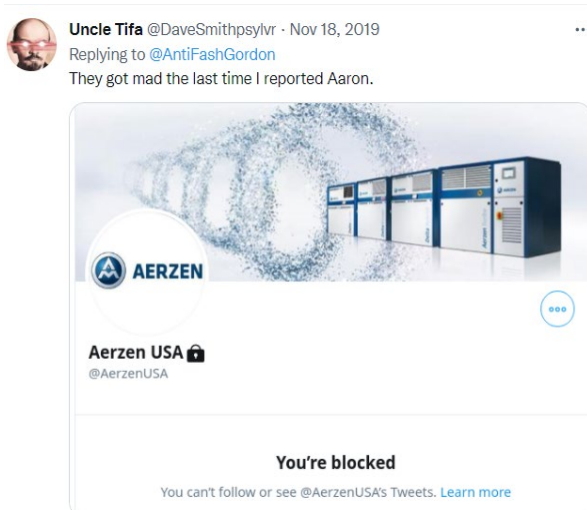 Uncle Tifa @DaveSmithpsylvr · Nov 18, 2019
Replying to @AntiFashGordon
They got mad the last time I reported Aaron.
AERZEN
Aerzen USA
@AerzenUSA
You're blocked
You can't follow or see @AerzenUSA's Tweets. Learn more